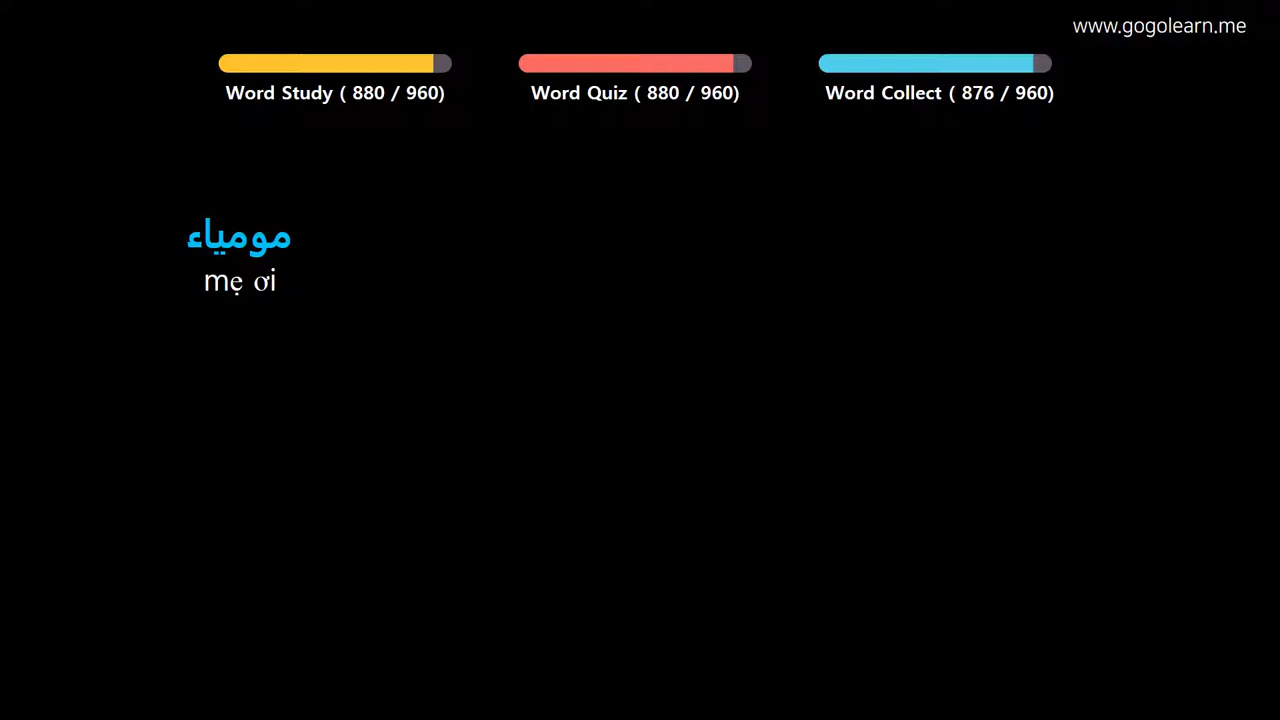 www.gogolearn.me
Word Study ( 880 / 960)
Word Quiz ( 880 / 960)
Word Collect ( 876 / 960)
مومياء
mẹ ơi